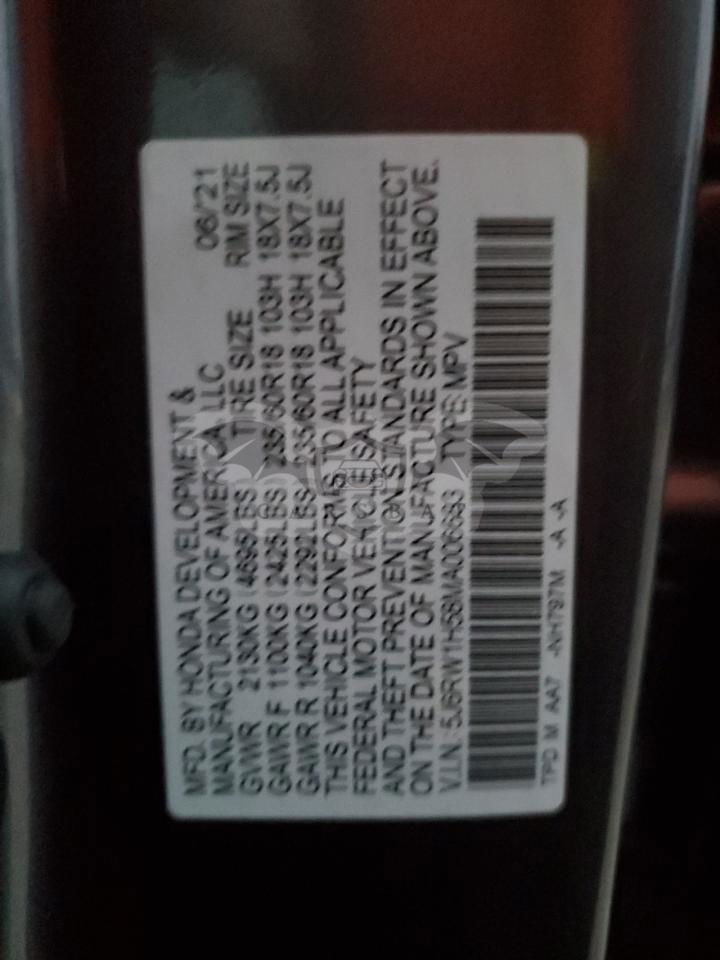 MFD. BY HONDA DEVELOPMENT &
MANUFACTURING OF AMERICA, LLC 06/21
GVWR 2130KG (4695LBS) TIRE SIZE RIM SIZE
GAWR F 1100KG (2425LBS) 235/60R18 103H 18X7.5J
GAWR R 1040KG (2292LBS) 235/60R18 103H 18X7.5J
THIS VEHICLE CONFORMS TO ALL APPLICABLE
FEDERAL MOTOR VEHICLE SAFETY
AND THEFT PREVENTION STANDARDS IN EFFECT
ON THE DATE OF MANUFACTURE SHOWN ABOVE.
V.I.N.: TYPE: MPV
TPD M AA7 -NH797M -A -A